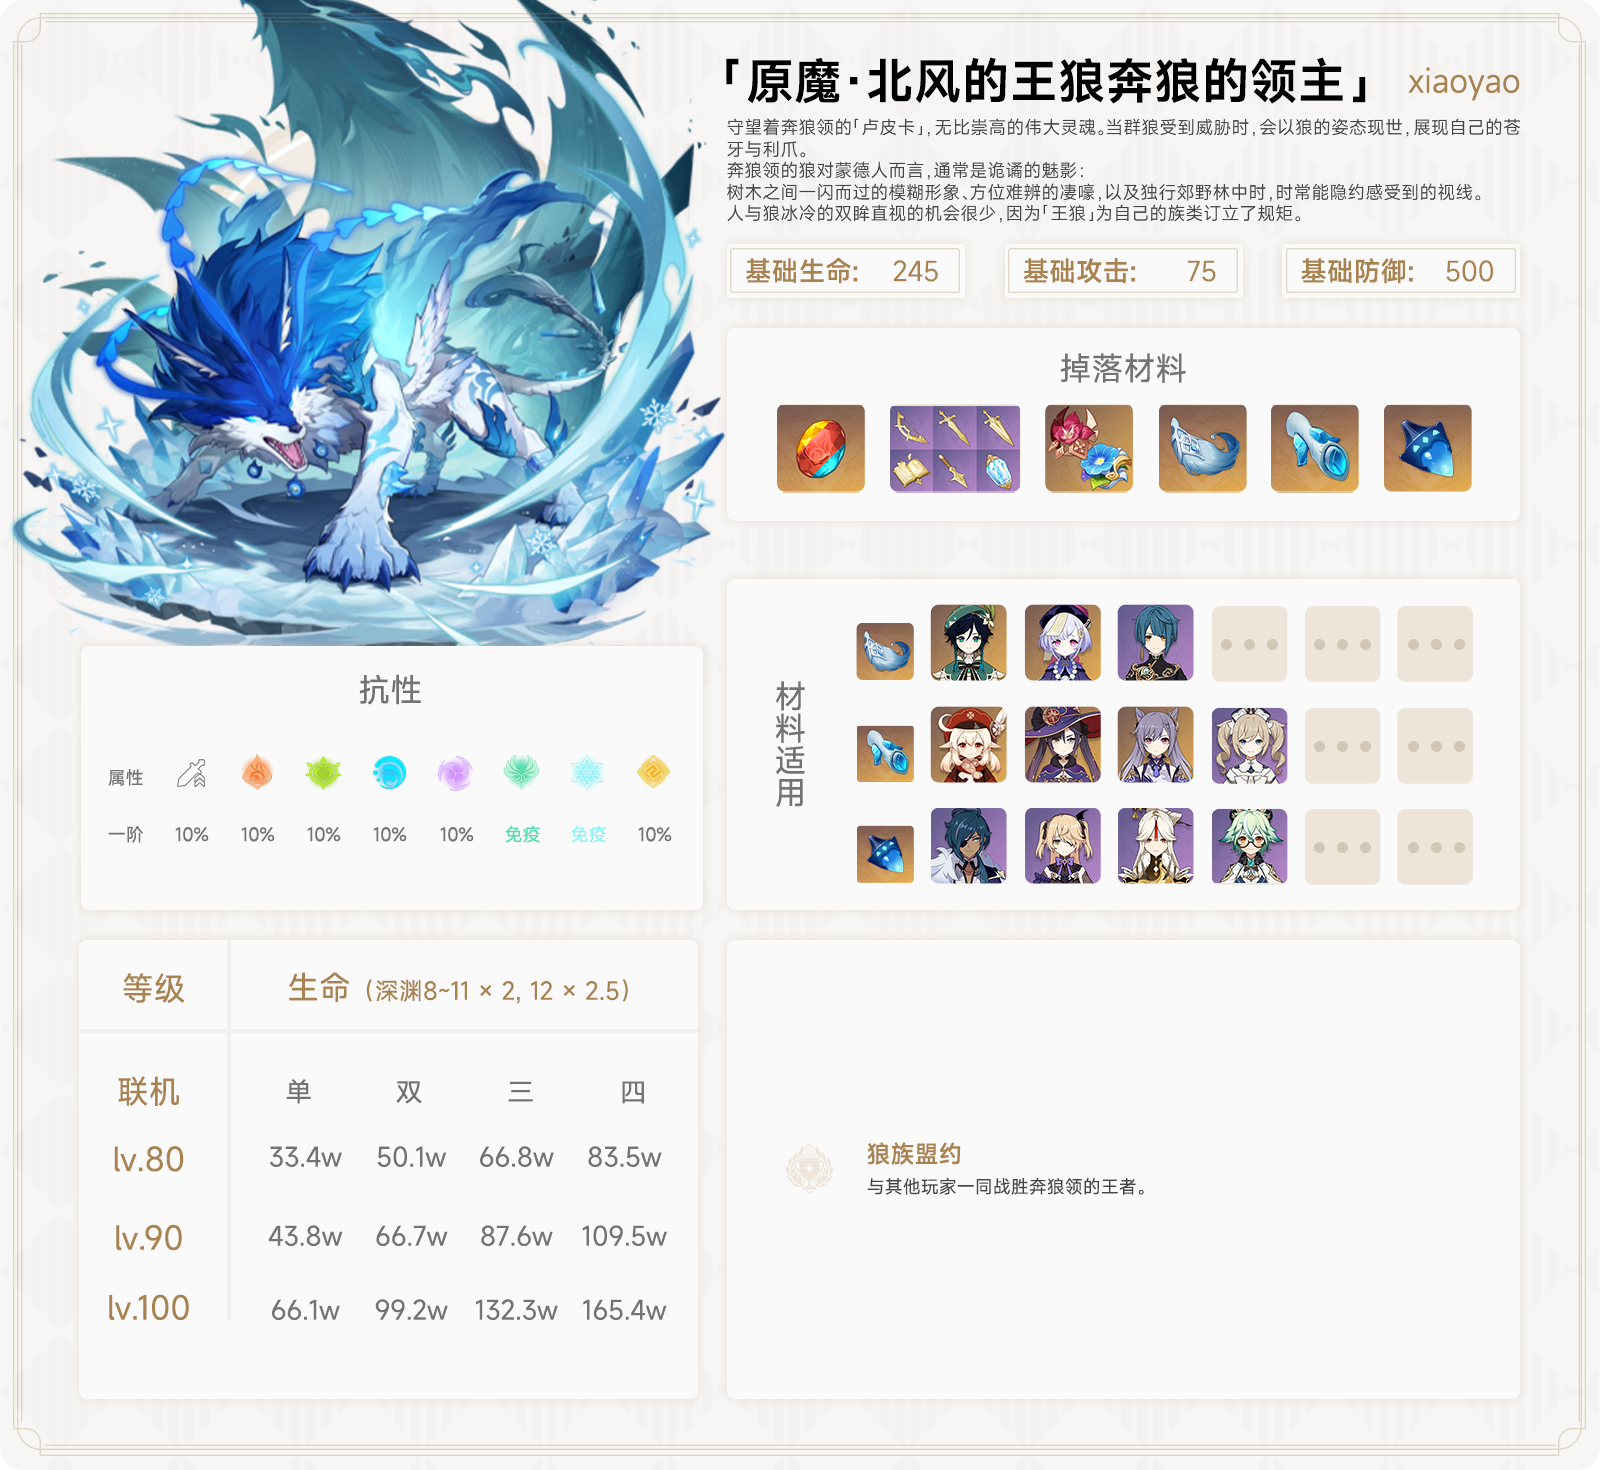 「原魔·北风的王狼奔狼的领主」 xiaoyao
守望着奔狼领的「卢皮卡」,无比崇高的伟大灵魂。当群狼受到威胁时,会以狼的姿态现世,展现自己的苍
牙与利爪。
奔狼领的狼对蒙德人而言,通常是诡谲的魅影:
树木之间一闪而过的模糊形象、方位难辨的凄嚎,以及独行郊野林中时,时常能隐约感受到的视线。
人与狼冰冷的双眸直视的机会很少,因为「王狼」为自己的族类订立了规矩。
基础生命: 245 基础攻击: 75 基础防御: 500
掉落材料
材料适用
抗性
属性
一阶 10% 10% 10% 10% 10% 免疫 免疫 10%
等级 生命 (深渊8~11 × 2, 12 × 2.5)
联机 单 双 三 四
lv.80 33.4w 50.1w 66.8w 83.5w
lv.90 43.8w 66.7w 87.6w 109.5w
lv.100 66.1w 99.2w 132.3w 165.4w
狼族盟约
与其他玩家一同战胜奔狼领的王者。